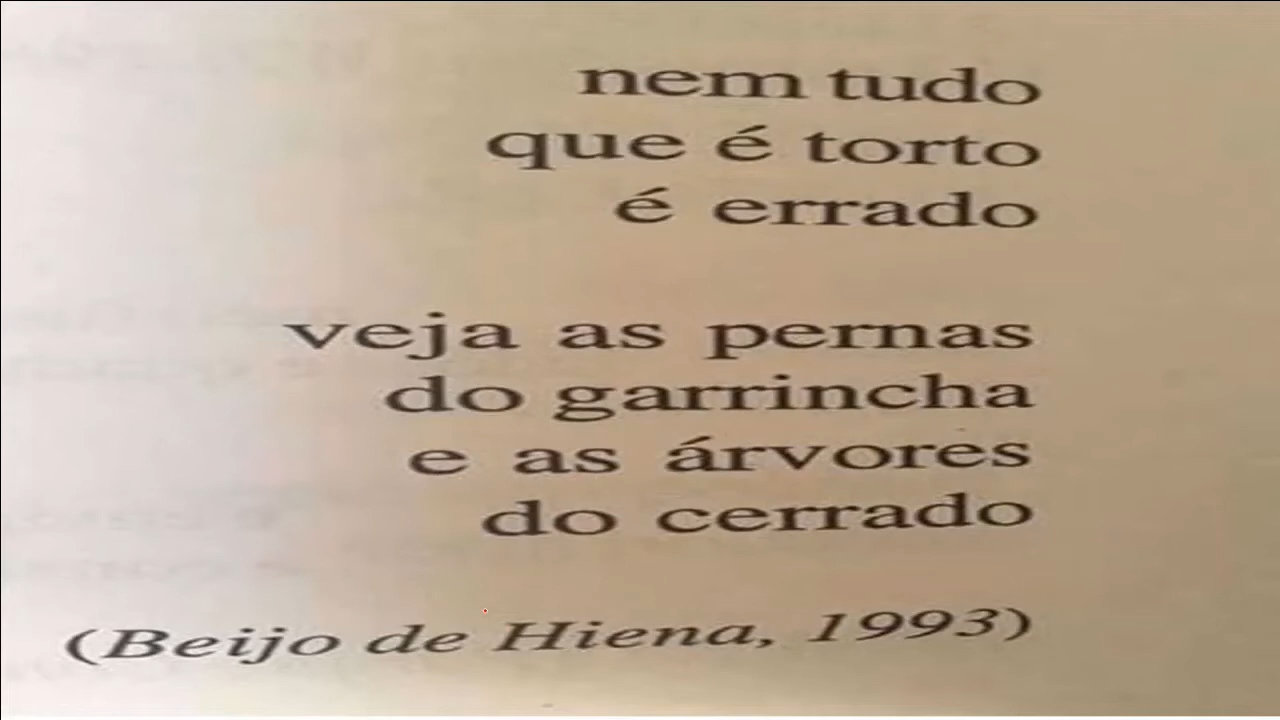 nem tudo
que é torto
é errado
veja as pernas
do garrincha
e as árvores
do cerrado
(Beijo de Hiena, 1993)